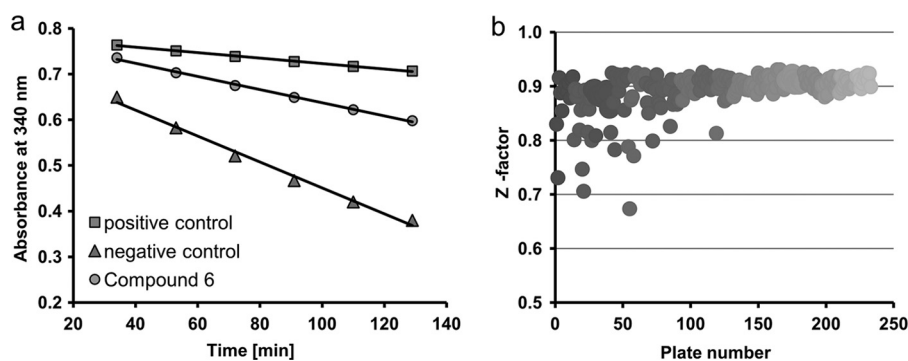 a
Absorbance at 340 nm
0.8
0.7
0.6
0.5
0.4
0.3
0.2
positive control
negative control
Compound 6
20 40 60 80 100 120 140
Time [min]
b
Z -factor
1.0
0.9
0.8
0.7
0.6
0.5
0 50 100 150 200 250
Plate number